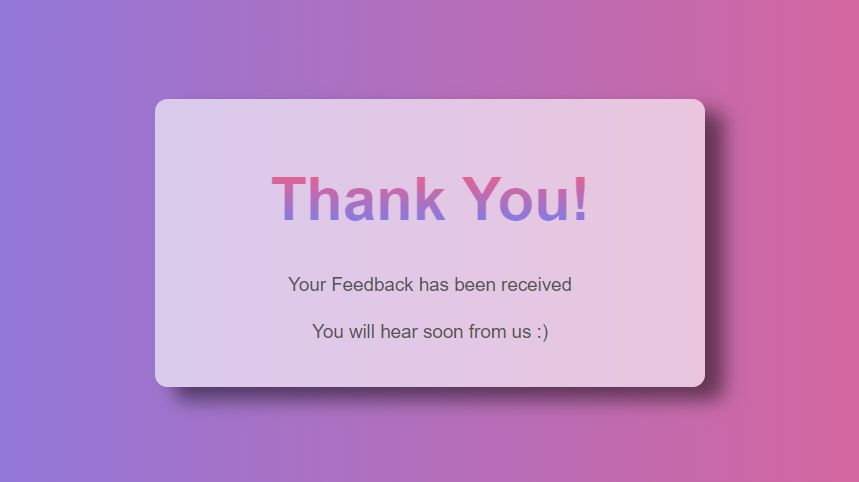 Thank You!
Your Feedback has been received
You will hear soon from us :)